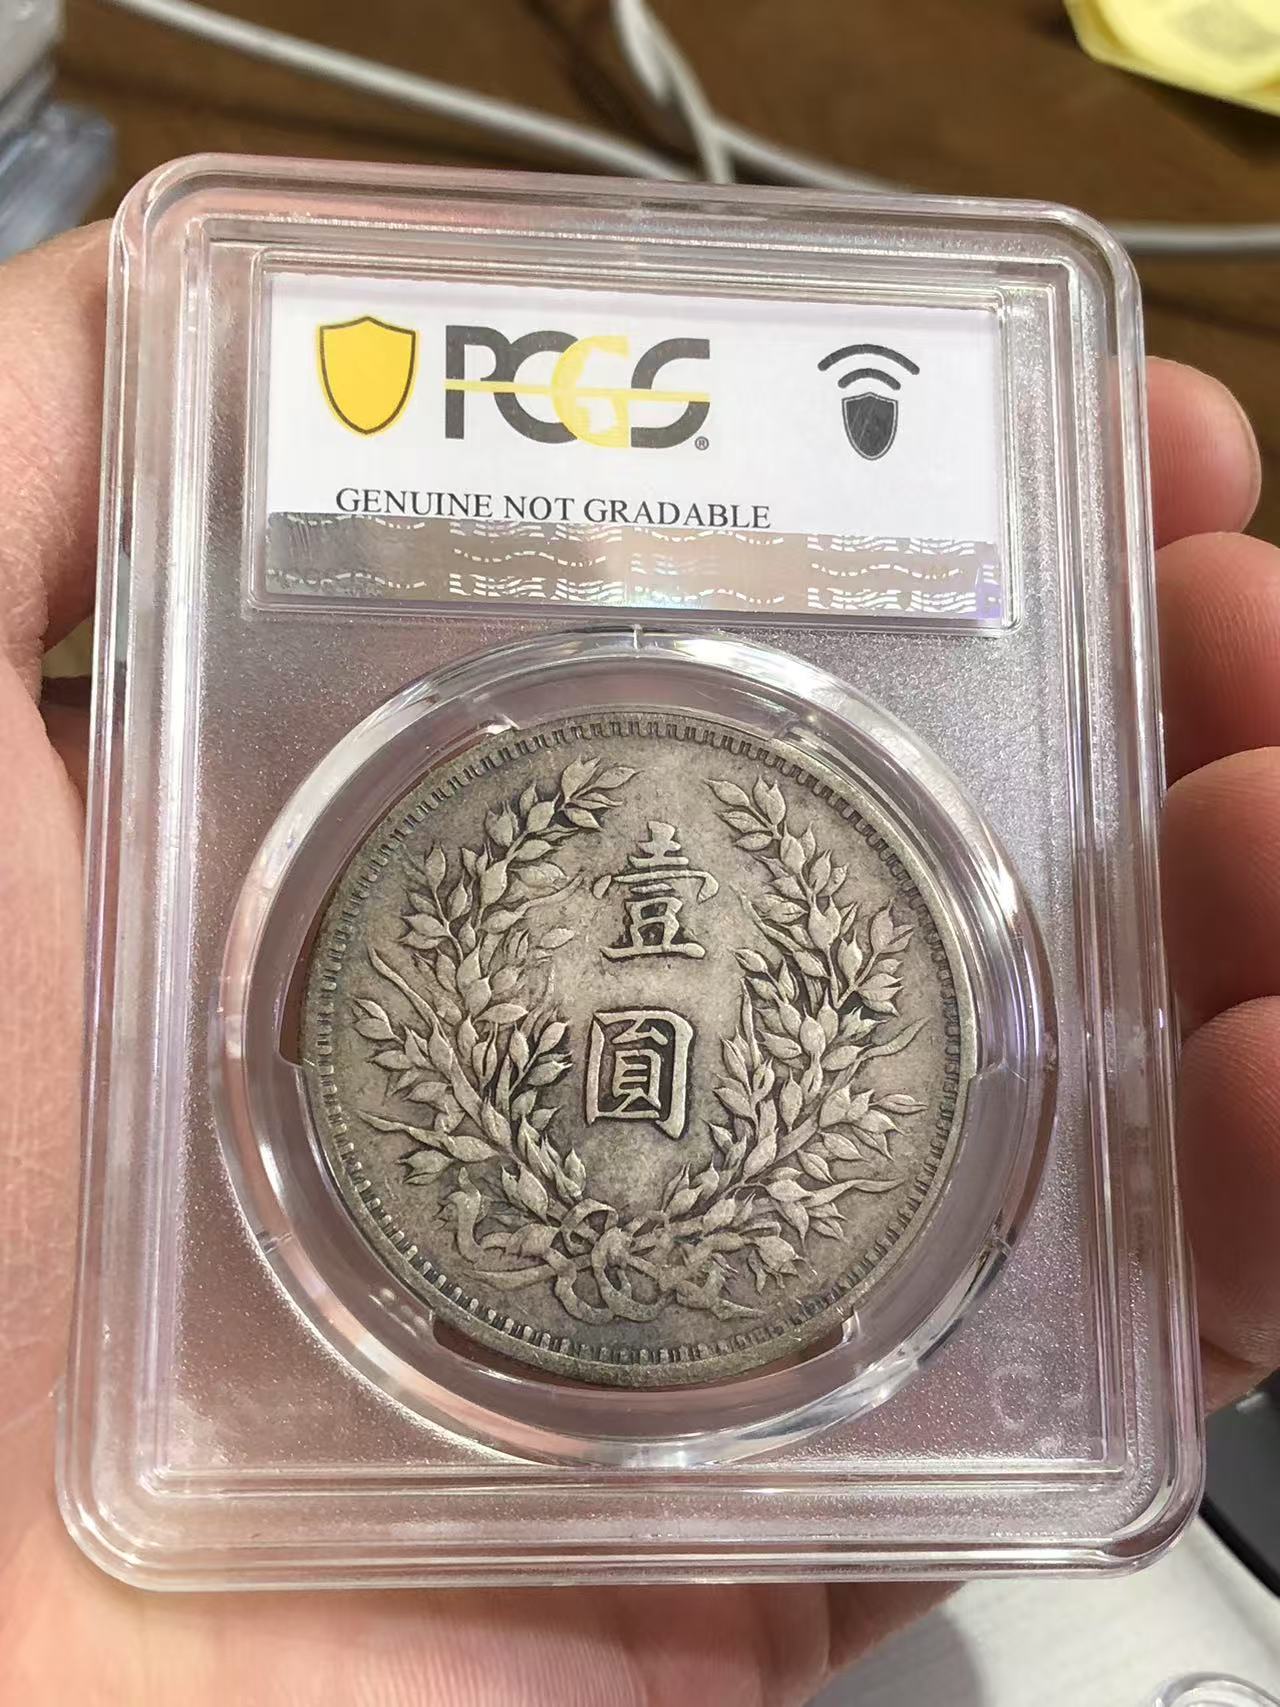 PCGS®
GENUINE NOT GRADABLE
壹
圓